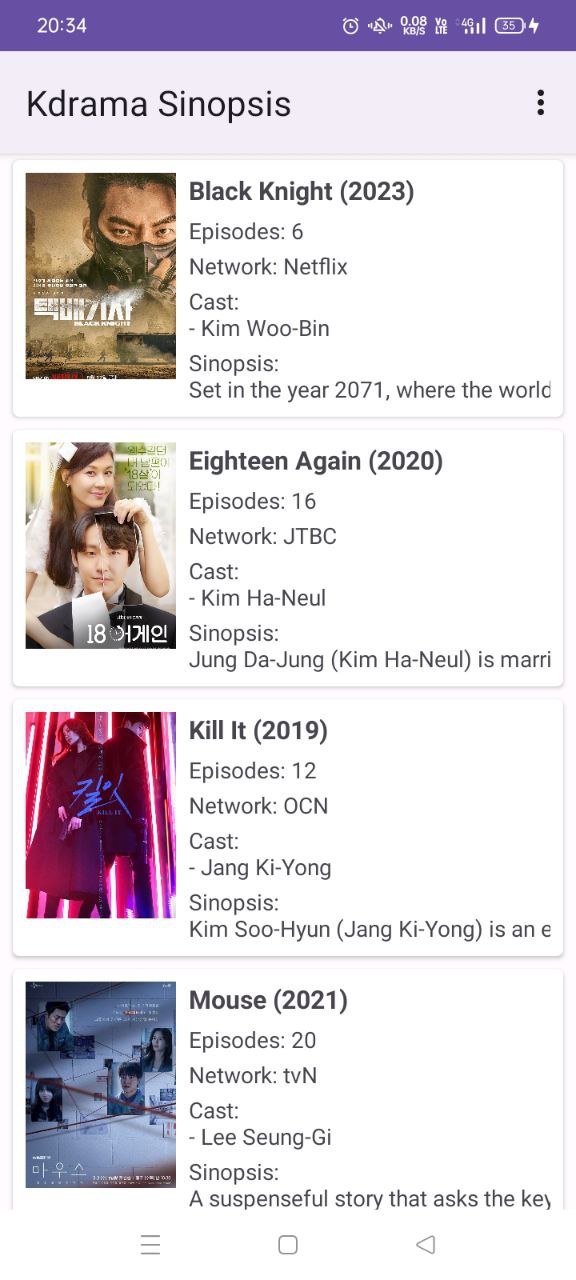 20:34
0.08
KB/S
Vo
LTE
4G
35
Kdrama Sinopsis
택배기사
BLACK KNIGHT
Black Knight (2023)
Episodes: 6
Network: Netflix
Cast:
- Kim Woo-Bin
Sinopsis:
Set in the year 2071, where the world
18 어게인
Eighteen Again (2020)
Episodes: 16
Network: JTBC
Cast:
- Kim Ha-Neul
Sinopsis:
Jung Da-Jung (Kim Ha-Neul) is marri
킬잇
KILL IT
Kill It (2019)
Episodes: 12
Network: OCN
Cast:
- Jang Ki-Yong
Sinopsis:
Kim Soo-Hyun (Jang Ki-Yong) is an e
마우스
Mouse (2021)
Episodes: 20
Network: tvN
Cast:
- Lee Seung-Gi
Sinopsis:
A suspenseful story that asks the key